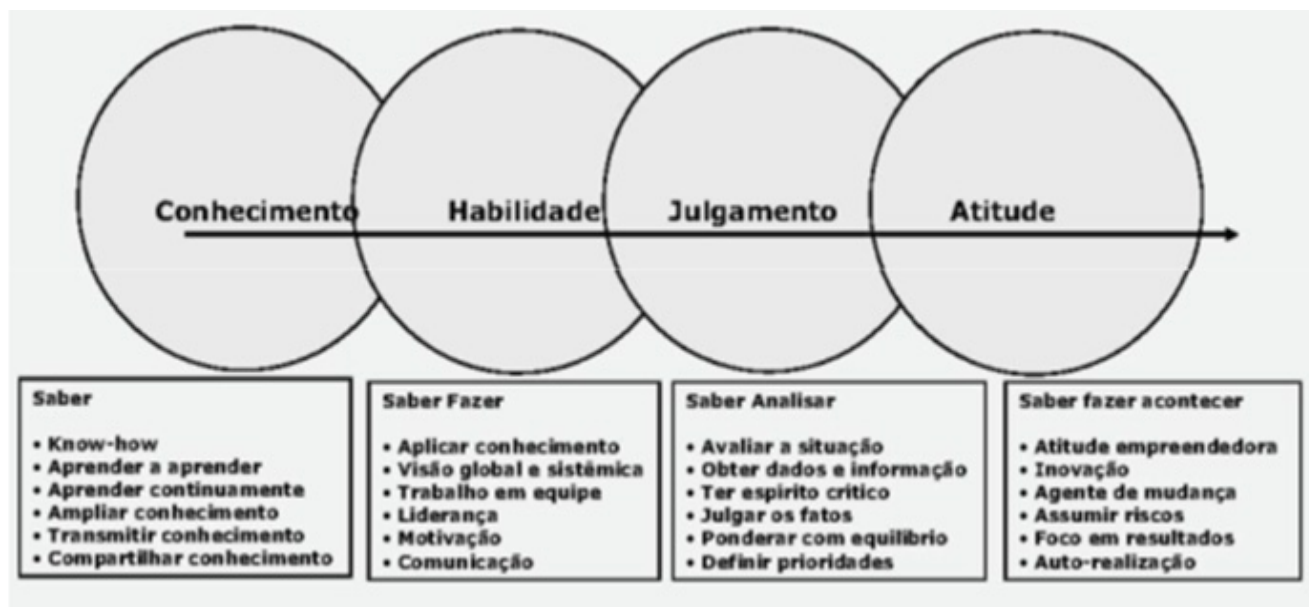 Conhecimento
Habilidade
Julgamento
Atitude
Saber
• Know-how
• Aprender a aprender
• Aprender continuamente
• Ampliar conhecimento
• Transmitir conhecimento
• Compartilhar conhecimento
Saber Fazer
• Aplicar conhecimento
• Visão global e sistêmica
• Trabalho em equipe
• Liderança
• Motivação
• Comunicação
Saber Analisar
• Avaliar a situação
• Obter dados e informação
• Ter espirito critico
• Julgar os fatos
• Ponderar com equilibrio
• Definir prioridades
Saber fazer acontecer
• Atitude empreendedora
• Inovação
• Agente de mudança
• Assumir riscos
• Foco em resultados
• Auto-realização